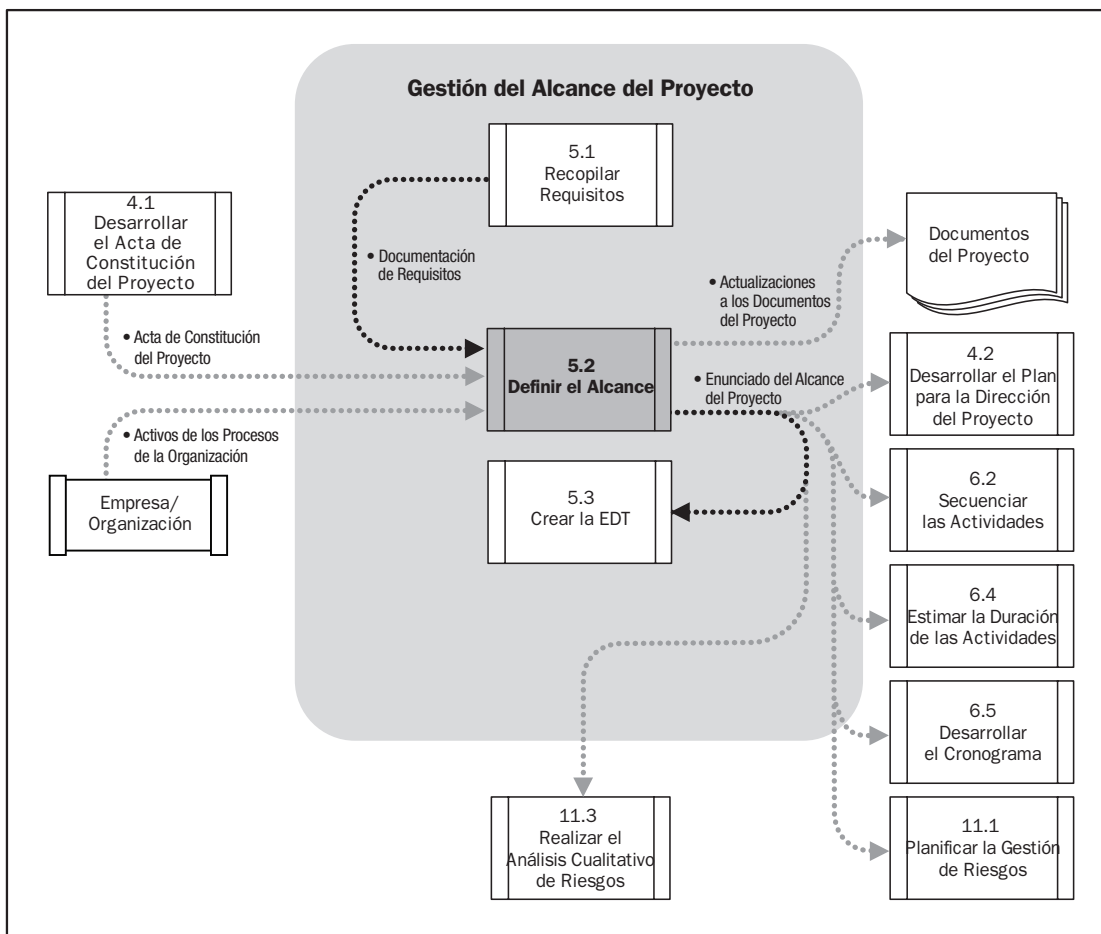 Gestión del Alcance del Proyecto
5.1
Recopilar
Requisitos
4.1
Desarrollar
el Acta de
Constitución
del Proyecto
Documentos
del Proyecto
• Documentación
de Requisitos
• Actualizaciones
a los Documentos
del Proyecto
• Acta de Constitución
del Proyecto
5.2
Definir el Alcance
• Enunciado del Alcance
del Proyecto
4.2
Desarrollar el Plan
para la Dirección
del Proyecto
• Activos de los Procesos
de la Organización
Empresa/
Organización
5.3
Crear la EDT
6.2
Secuenciar
las Actividades
6.4
Estimar la Duración
de las Actividades
6.5
Desarrollar
el Cronograma
11.3
Realizar el
Análisis Cualitativo
de Riesgos
11.1
Planificar la Gestión
de Riesgos